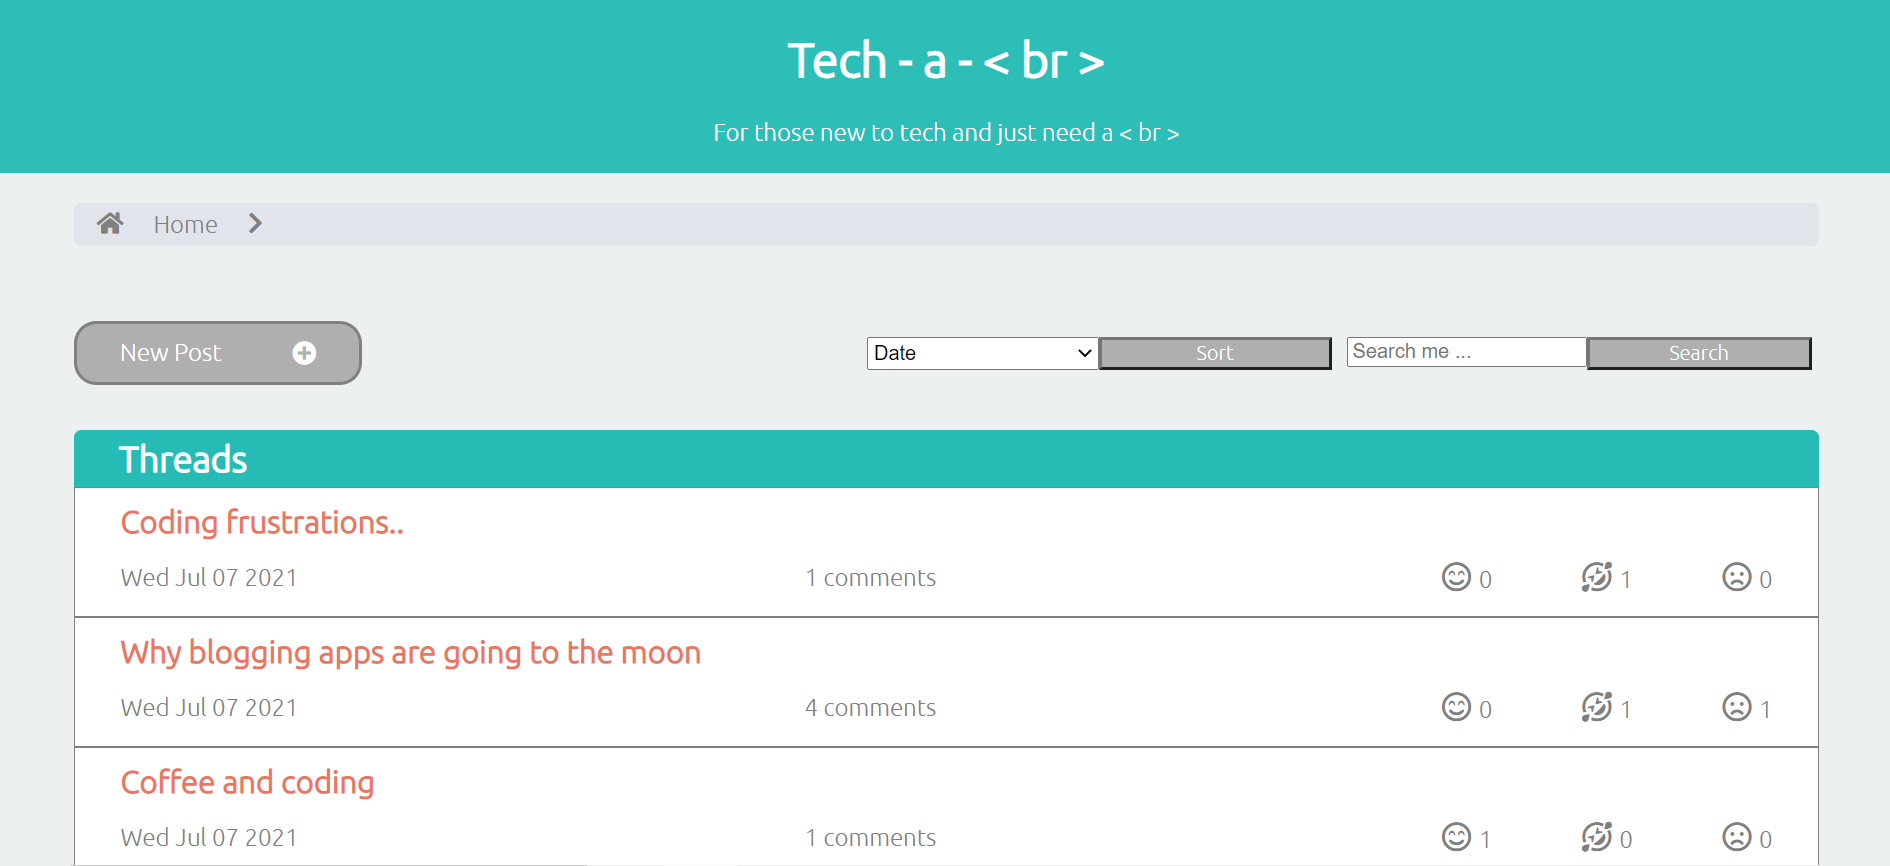 Tech - a - < br >
For those new to tech and just need a < br >
Home
New Post
Date Sort Search me ... Search
Threads
Coding frustrations..
Wed Jul 07 2021 1 comments 0 1 0
Why blogging apps are going to the moon
Wed Jul 07 2021 4 comments 0 1 1
Coffee and coding
Wed Jul 07 2021 1 comments 1 0 0